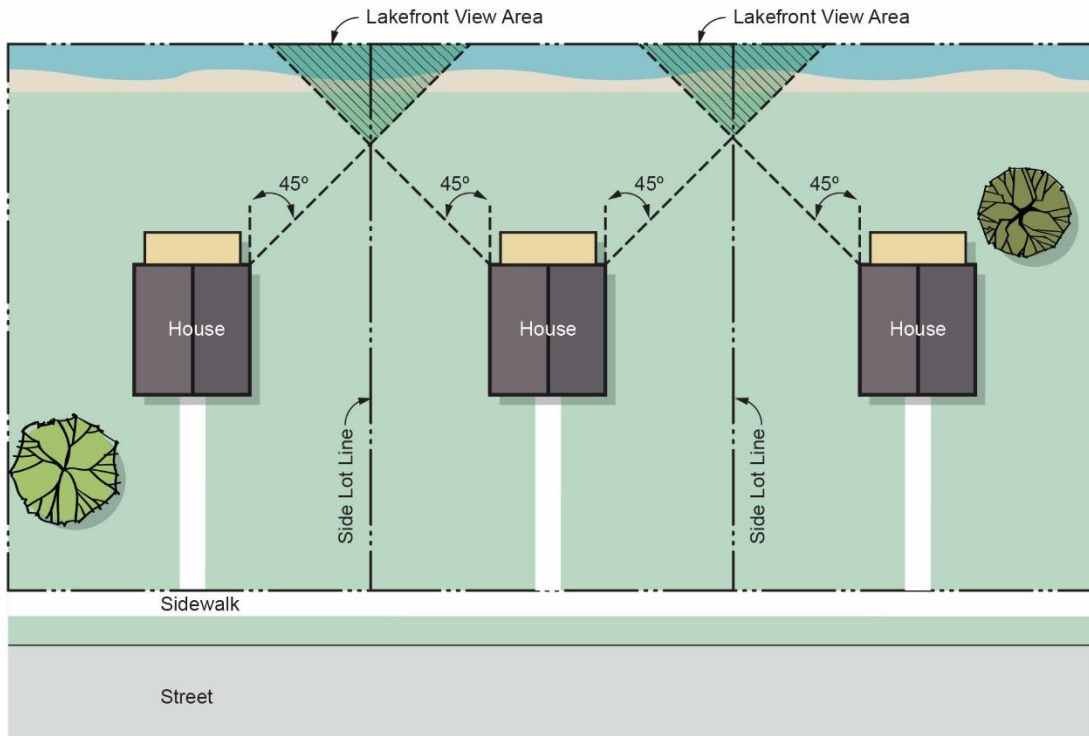 Lakefront View Area
Lakefront View Area
45º
45º
45º
45º
House
House
House
Side Lot Line
Side Lot Line
Sidewalk
Street